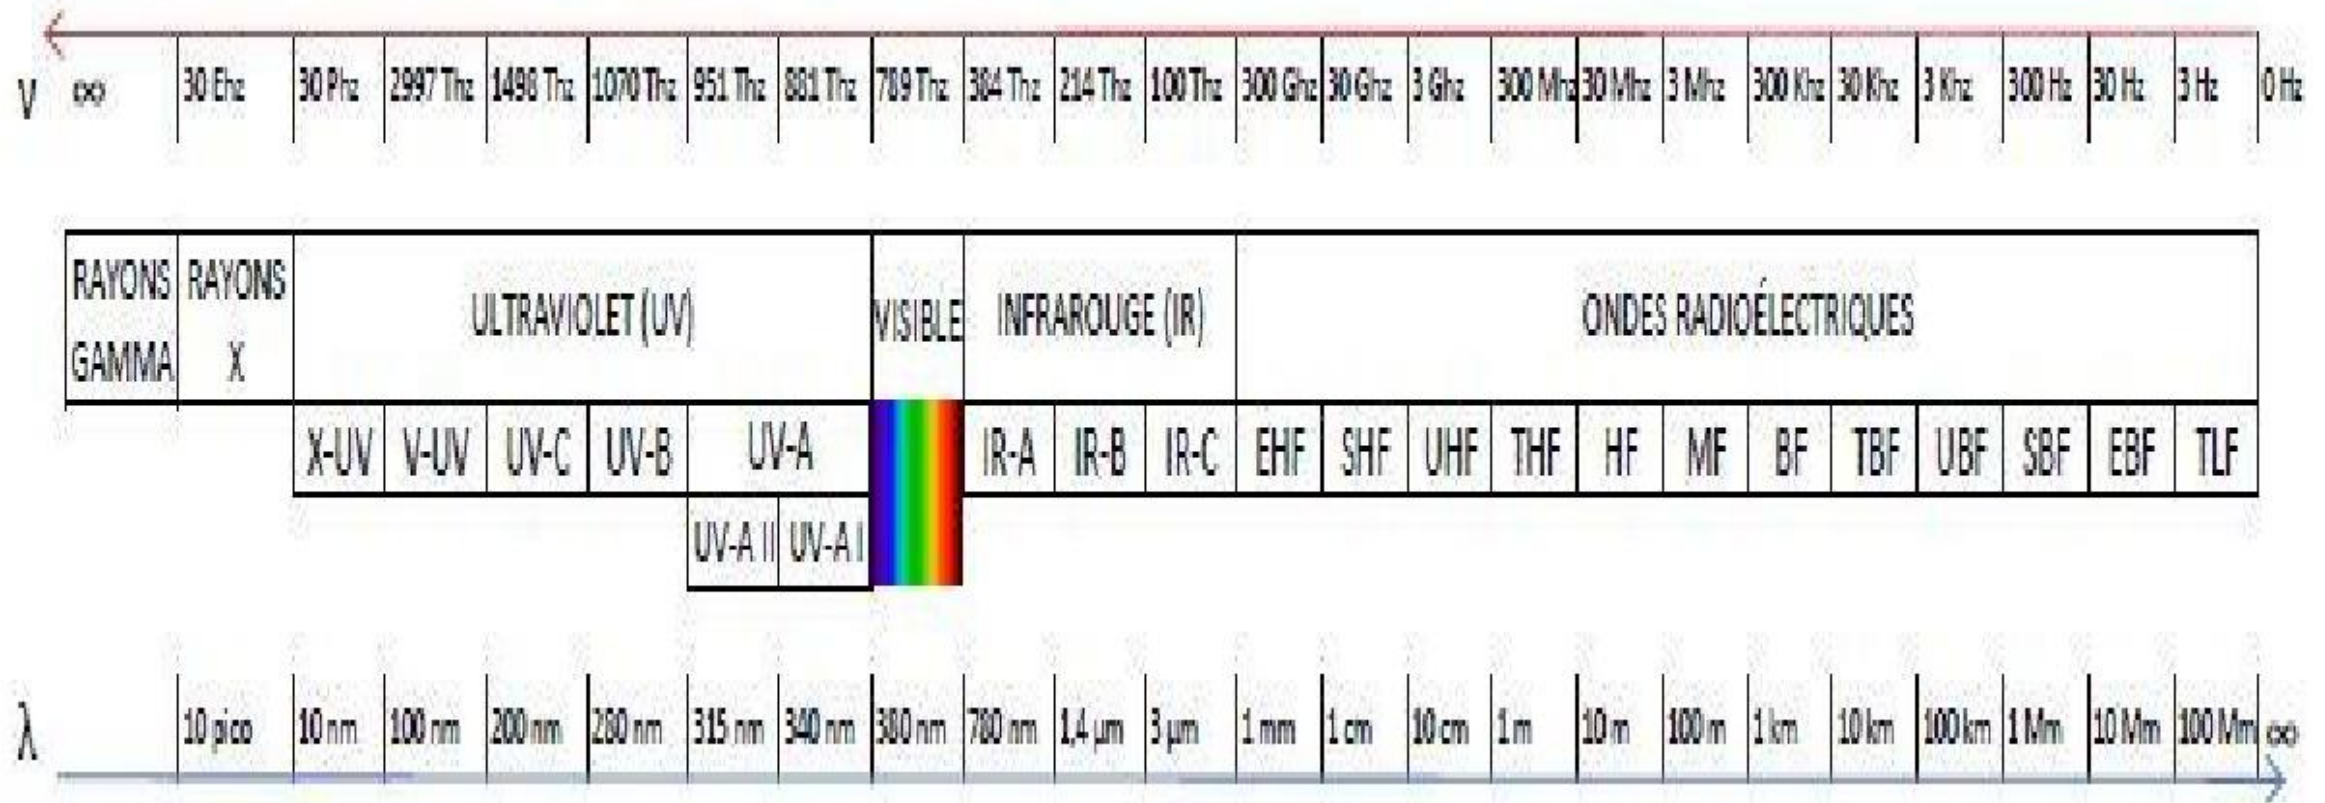 ν ∞ 30 Ehz 30 Phz 2997 Thz 1498 Thz 1070 Thz 951 Thz 881 Thz 789 Thz 384 Thz 214 Thz 100 Thz 300 Ghz 30 Ghz 3 Ghz 300 Mhz 30 Mhz 3 Mhz 300 Khz 30 Khz 3 Khz 300 Hz 30 Hz 3 Hz 0 Hz
RAYONS GAMMA
RAYONS X
ULTRAVIOLET (UV)
VISIBLE
INFRAROUGE (IR)
ONDES RADIOÉLECTRIQUES
X-UV V-UV UV-C UV-B UV-A IR-A IR-B IR-C EHF SHF UHF THF HF MF BF TBF UBF SBF EBF TLF
UV-A II UV-A I
λ 10 pico 10 nm 100 nm 200 nm 280 nm 315 nm 340 nm 380 nm 780 nm 1,4 μm 3 μm 1 mm 1 cm 10 cm 1 m 10 m 100 m 1 km 10 km 100 km 1 Mm 10 Mm 100 Mm ∞